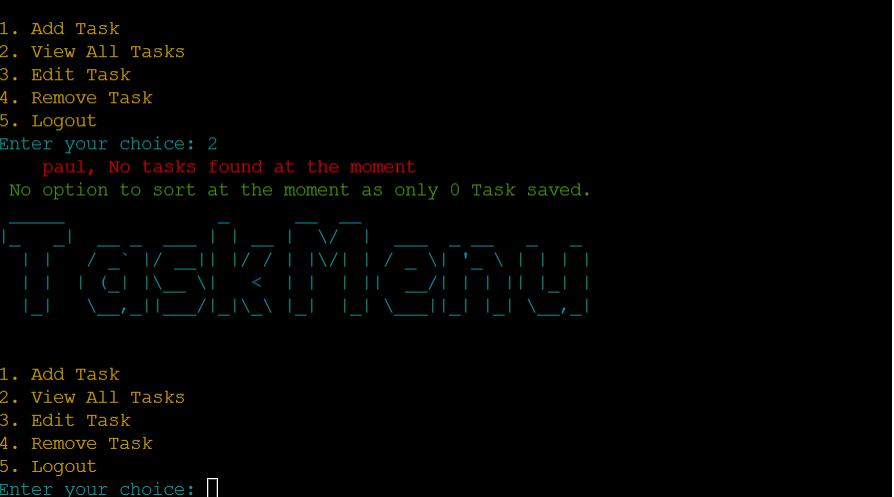 1. Add Task
2. View All Tasks
3. Edit Task
4. Remove Task
5. Logout
Enter your choice: 2
paul, No tasks found at the moment
No option to sort at the moment as only 0 Task saved.
Task Menu
1. Add Task
2. View All Tasks
3. Edit Task
4. Remove Task
5. Logout
Enter your choice: